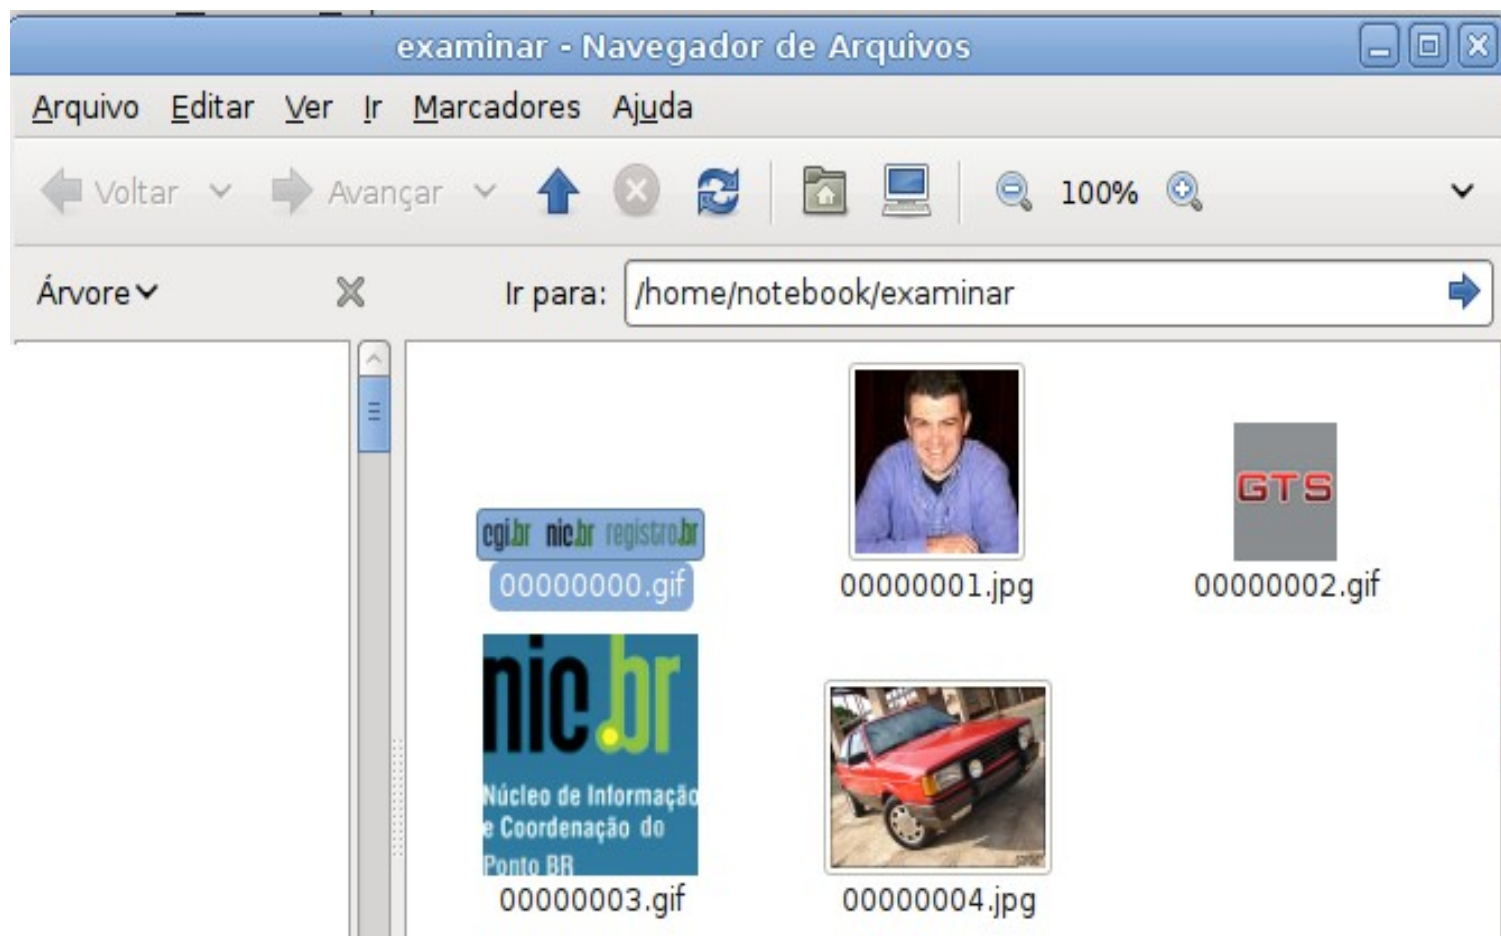 examinar - Navegador de Arquivos
Arquivo Editar Ver Ir Marcadores Ajuda
Voltar Avançar 100%
Árvore Ir para: /home/notebook/examinar
GTS
cgi.br nic.br registro.br
00000000.gif 00000001.jpg 00000002.gif
nic.br
Núcleo de Informação
e Coordenação do
Ponto BR
00000003.gif 00000004.jpg